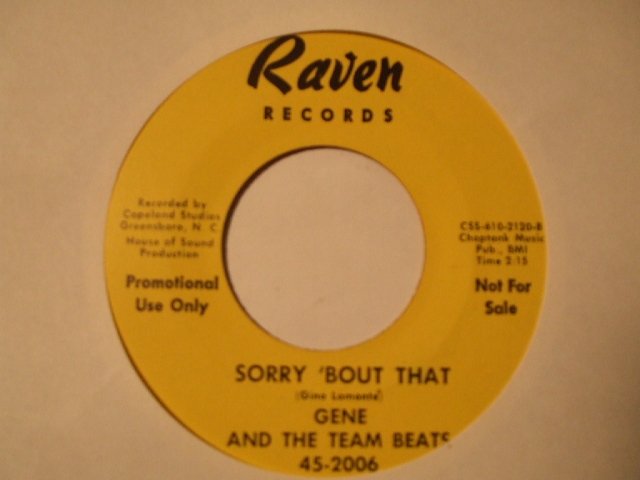 Raven
RECORDS
Recorded by
Copeland Studios
Greensboro, N. C.
House of Sound
Production
Promotional
Use Only
CSS-610-2120-B
Choptank Music
Pub., BMI
Time 2:15
Not For
Sale
SORRY 'BOUT THAT
(Gino Lamonte)
GENE
AND THE TEAM BEATS
45-2006